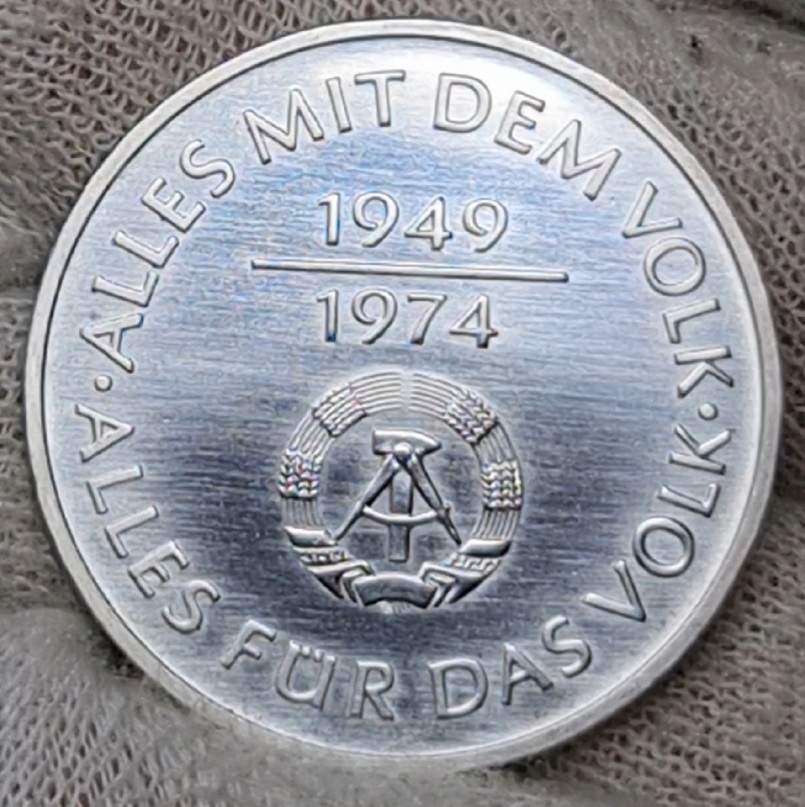 ALLES MIT DEM VOLK ·
ALLES FÜR DAS VOLK ·
1949
1974